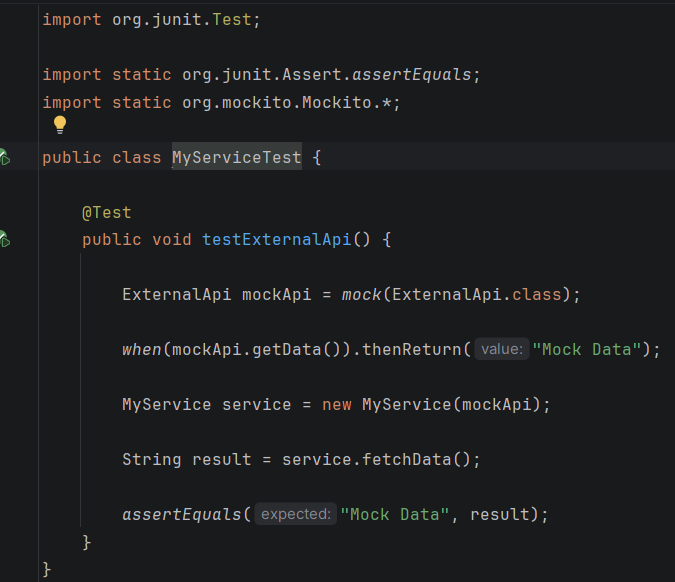 import org.junit.Test;
import static org.junit.Assert.assertEquals;
import static org.mockito.Mockito.*;
public class MyServiceTest {
@Test
public void testExternalApi() {
ExternalApi mockApi = mock(ExternalApi.class);
when(mockApi.getData()).thenReturn( value: "Mock Data");
MyService service = new MyService(mockApi);
String result = service.fetchData();
assertEquals( expected: "Mock Data", result);
}
}